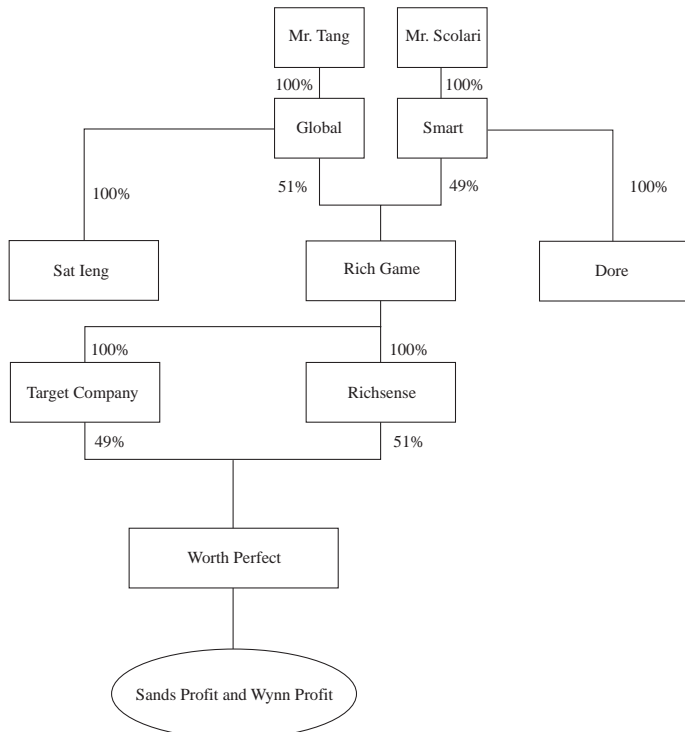 Mr. Tang
Mr. Scolari
100%
100%
Global
Smart
51%
49%
100%
100%
Sat Ieng
Rich Game
Dore
100%
100%
Target Company
Richsense
49%
51%
Worth Perfect
Sands Profit and Wynn Profit